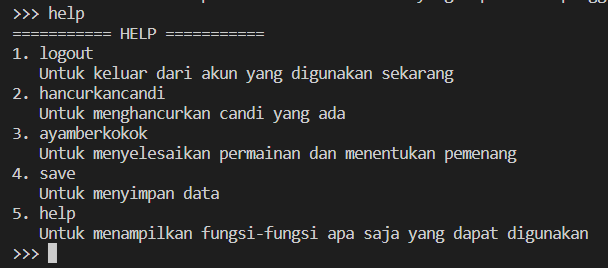 >>> help
=========== HELP ===========
1. logout
Untuk keluar dari akun yang digunakan sekarang
2. hancurkancandi
Untuk menghancurkan candi yang ada
3. ayamberkokok
Untuk menyelesaikan permainan dan menentukan pemenang
4. save
Untuk menyimpan data
5. help
Untuk menampilkan fungsi-fungsi apa saja yang dapat digunakan
>>>